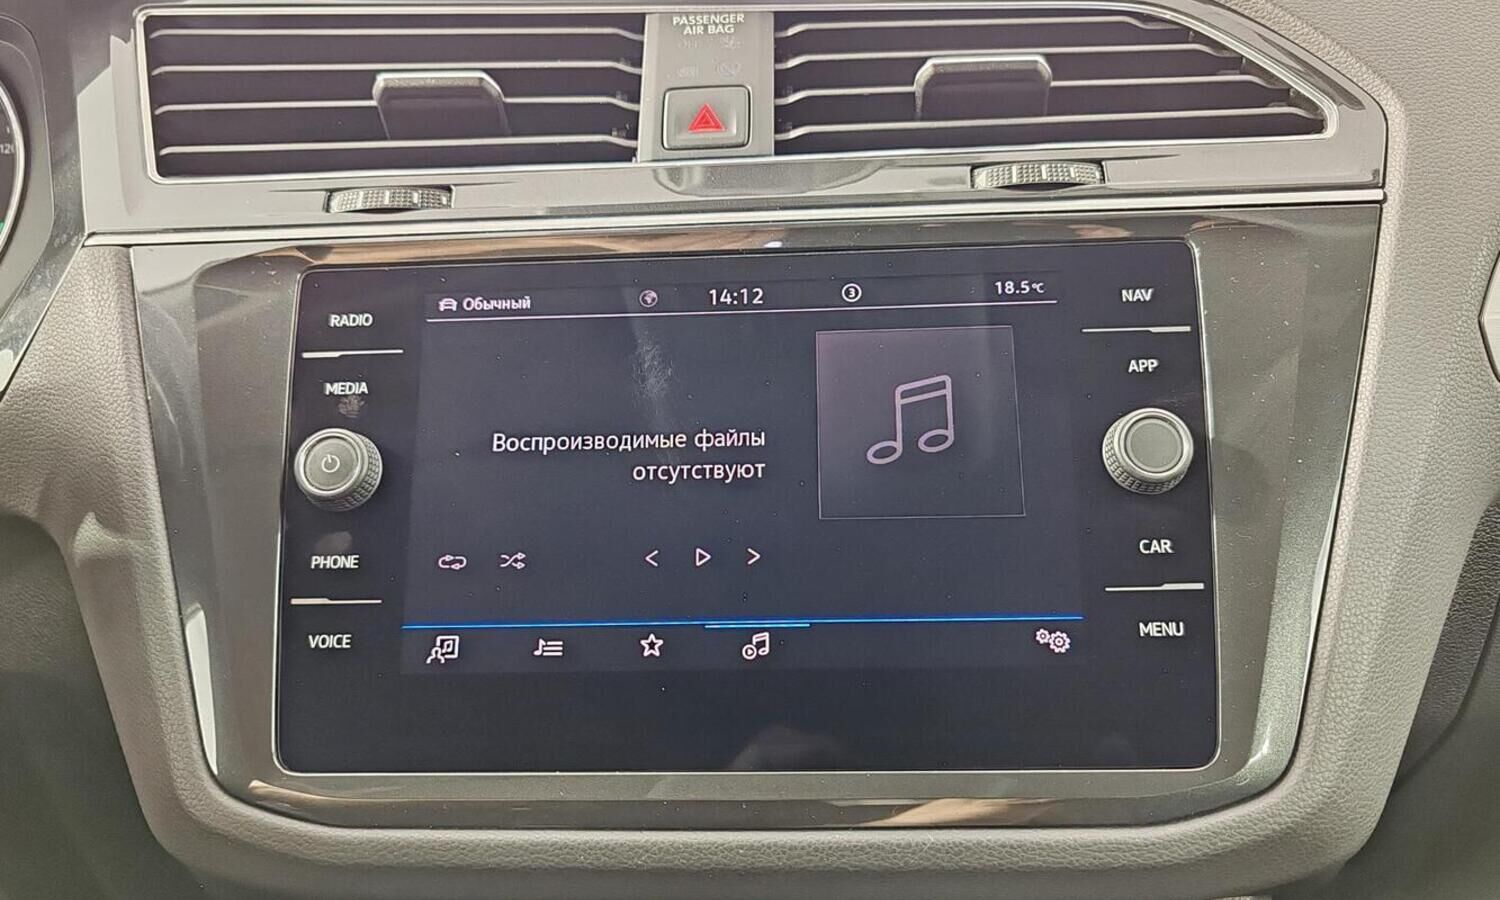 PASSENGER
AIR BAG
Обычный
14:12
3
18.5°C
RADIO
MEDIA
PHONE
VOICE
NAV
APP
CAR
MENU
Воспроизводимые файлы
отсутствуют